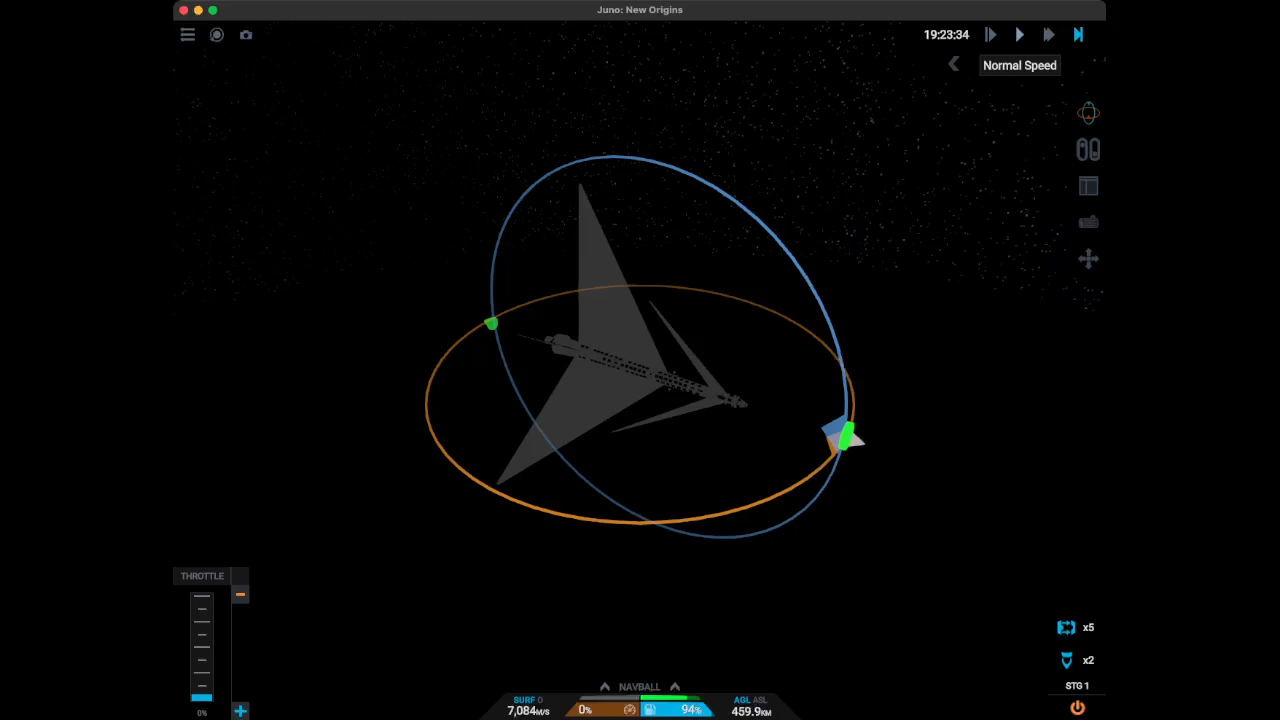 Juno: New Origins
19:23:34
Normal Speed
THROTTLE
0%
x5
x2
STG 1
NAVBALL
SURF O
7,084M/S
0%
94%
AGL ASL
459.9KM